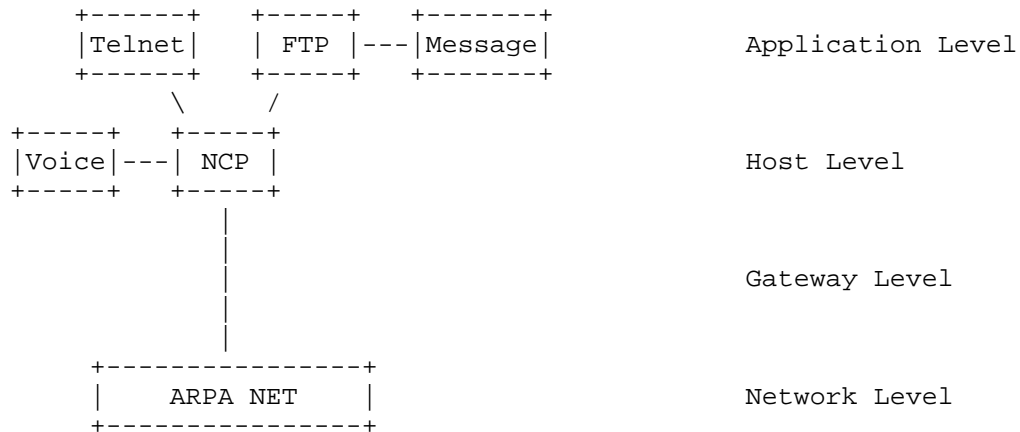 Telnet FTP Message Application Level
Voice NCP Host Level
Gateway Level
ARPA NET Network Level